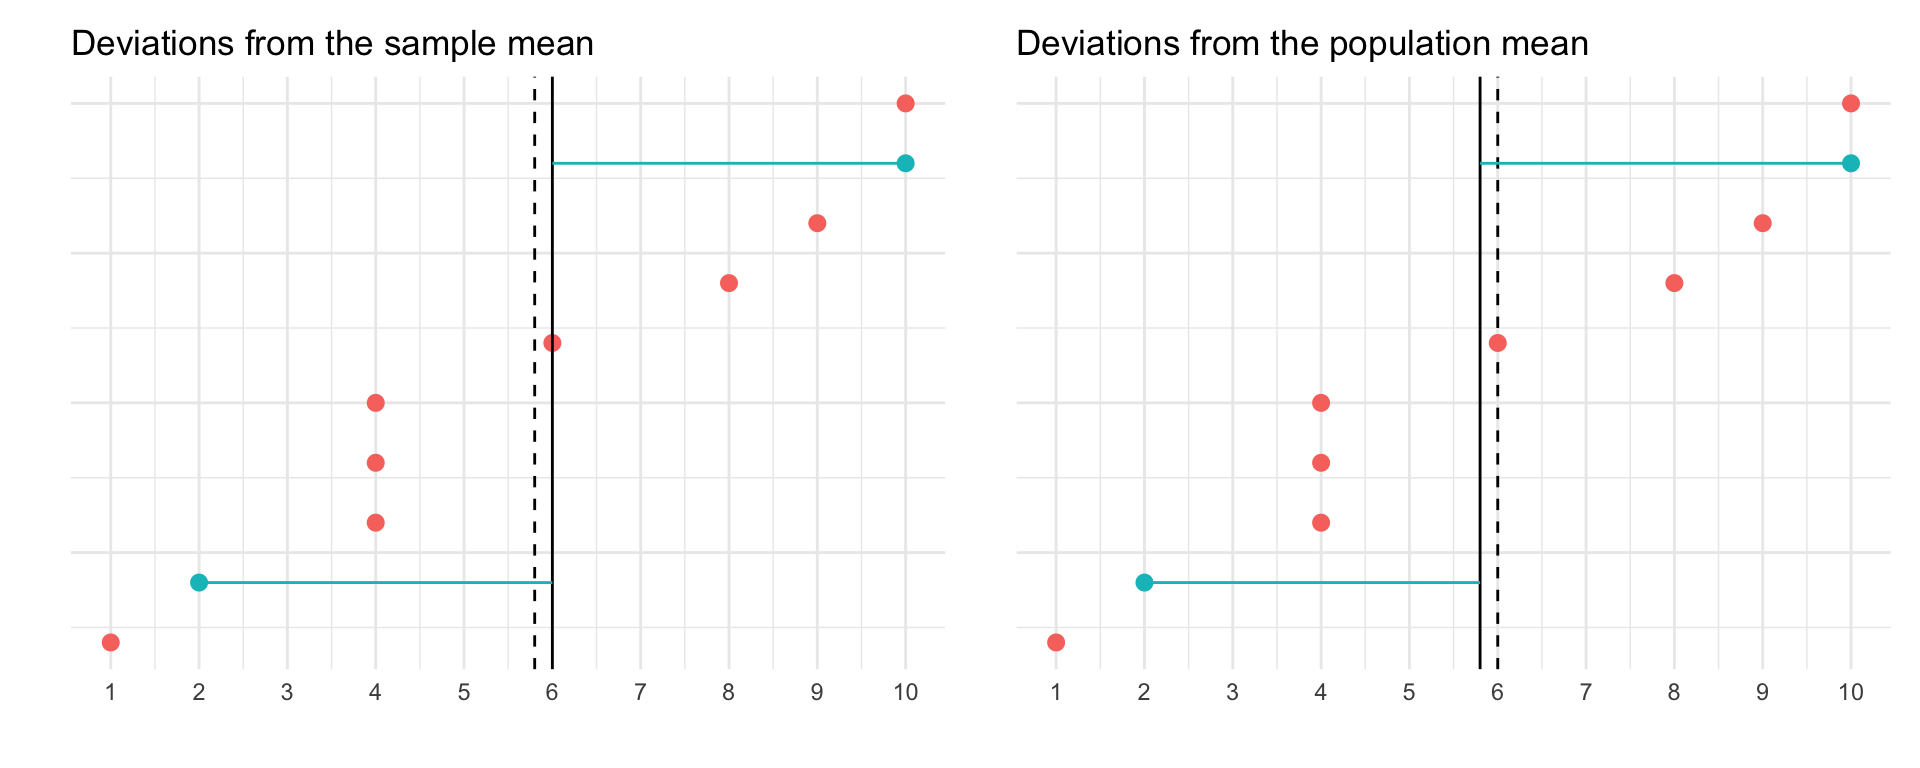 Deviations from the sample mean
1 2 3 4 5 6 7 8 9 10
Deviations from the population mean
1 2 3 4 5 6 7 8 9 10